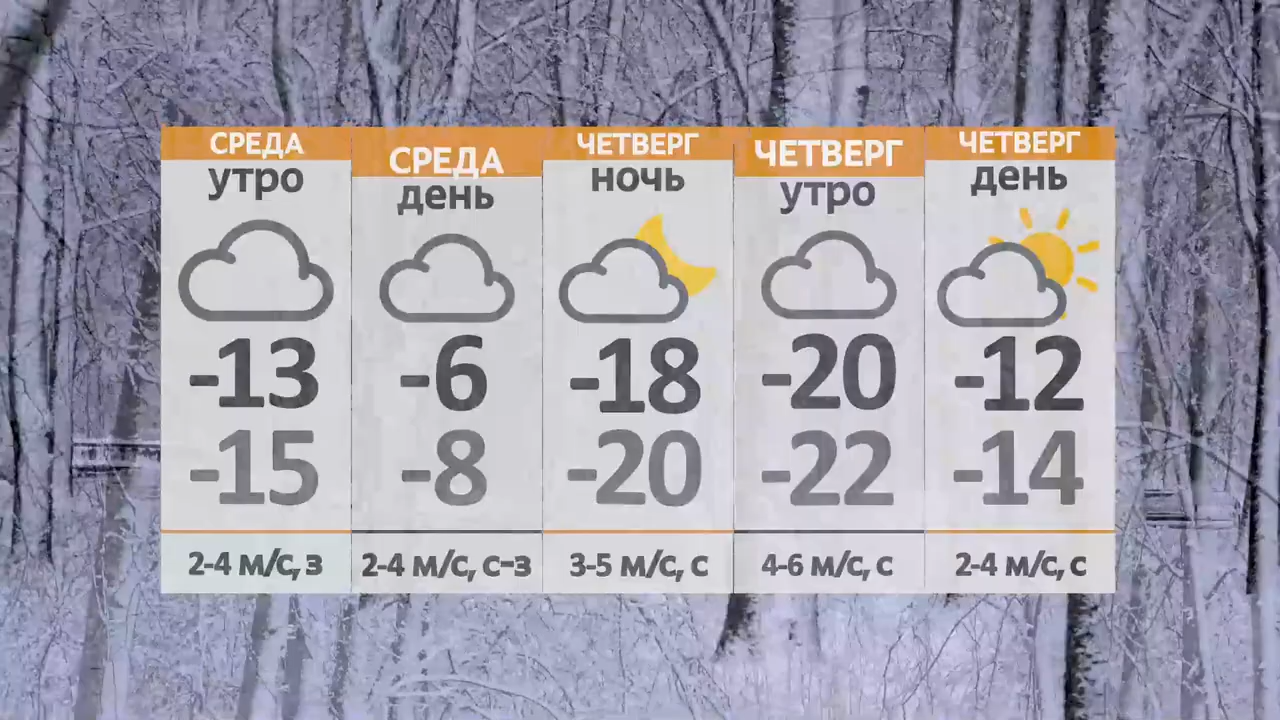 СРЕДА
утро
-13
-15
2-4 м/с, з
СРЕДА
день
-6
-8
2-4 м/с, с-з
ЧЕТВЕРГ
ночь
-18
-20
3-5 м/с, с
ЧЕТВЕРГ
утро
-20
-22
4-6 м/с, с
ЧЕТВЕРГ
день
-12
-14
2-4 м/с, с